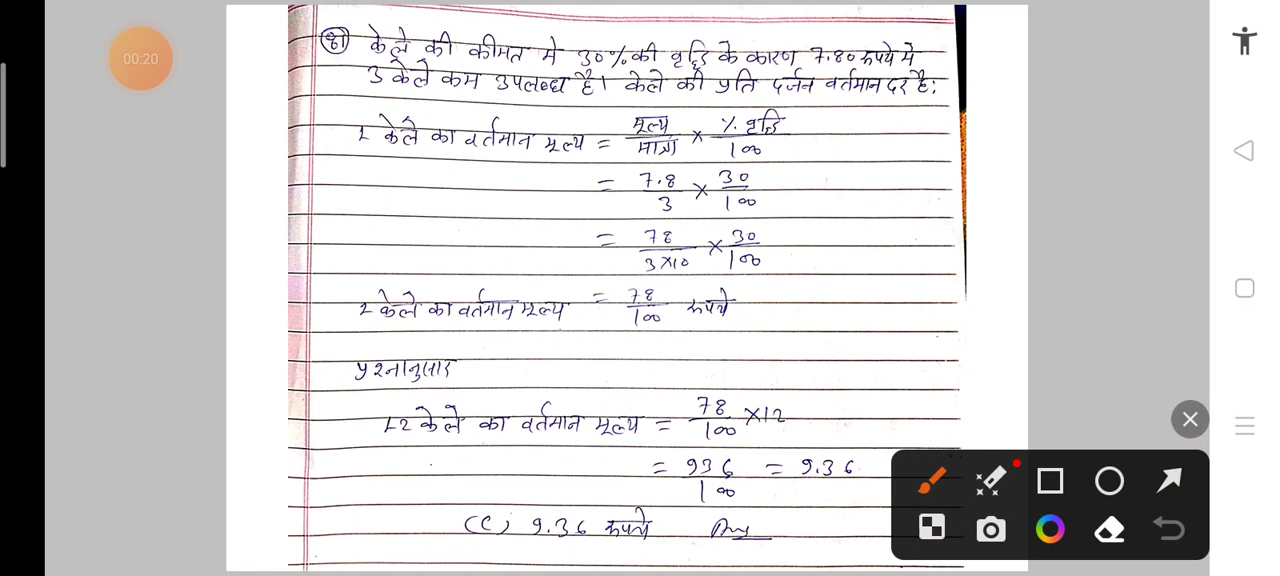 00:20
81 केले की कीमत में 30% की वृद्धि के कारण 7.80 रूपये में
3 केले कम उपलब्ध है। केले की प्रति दर्जन वर्तमान दर है:
1 केले का वर्तमान मूल्य = मूल्य/मात्रा × % वृद्धि/100
= 7.8/3 × 30/100
= 78/3×10 × 30/100
1 केले का वर्तमान मूल्य = 78/100 रूपये
प्रश्नानुसार
12 केले का वर्तमान मूल्य = 78/100 ×12
= 936/100 = 9.36
(C) 9.36 रूपये Ans